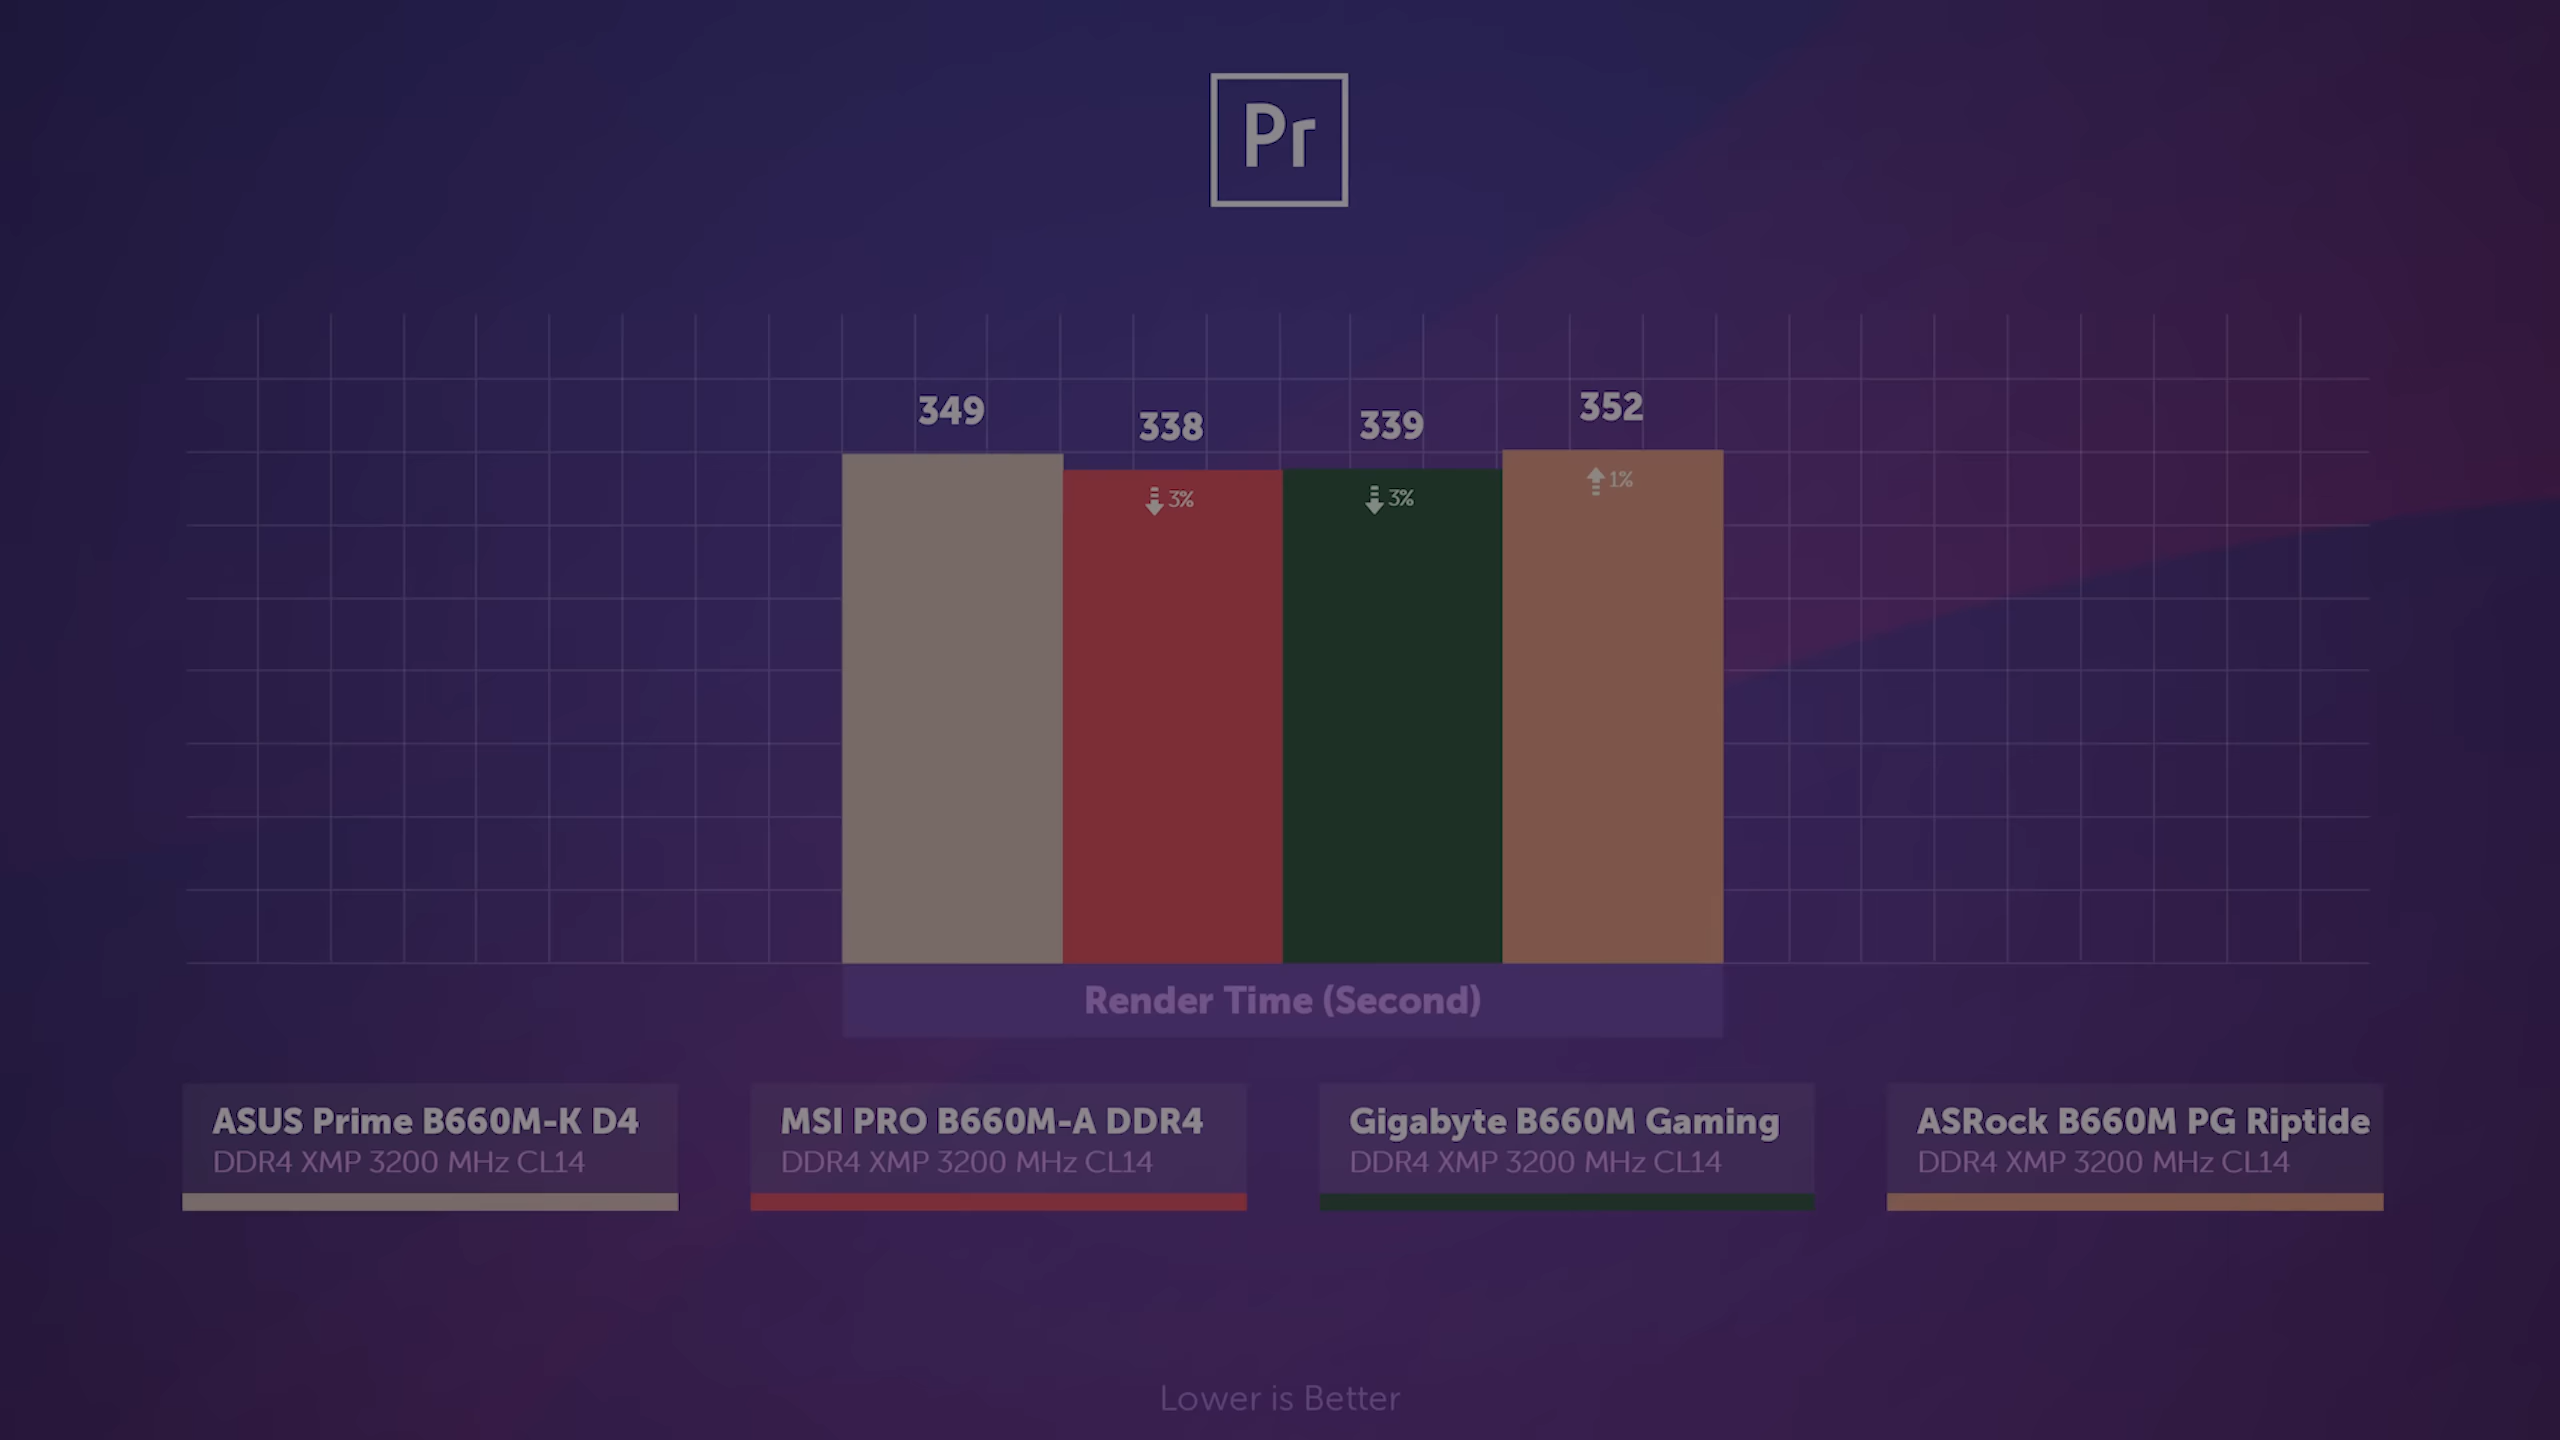 Pr
349
338
339
352
3%
3%
1%
Render Time (Second)
ASUS Prime B660M-K D4
DDR4 XMP 3200 MHz CL14
MSI PRO B660M-A DDR4
DDR4 XMP 3200 MHz CL14
Gigabyte B660M Gaming
DDR4 XMP 3200 MHz CL14
ASRock B660M PG Riptide
DDR4 XMP 3200 MHz CL14
Lower is Better